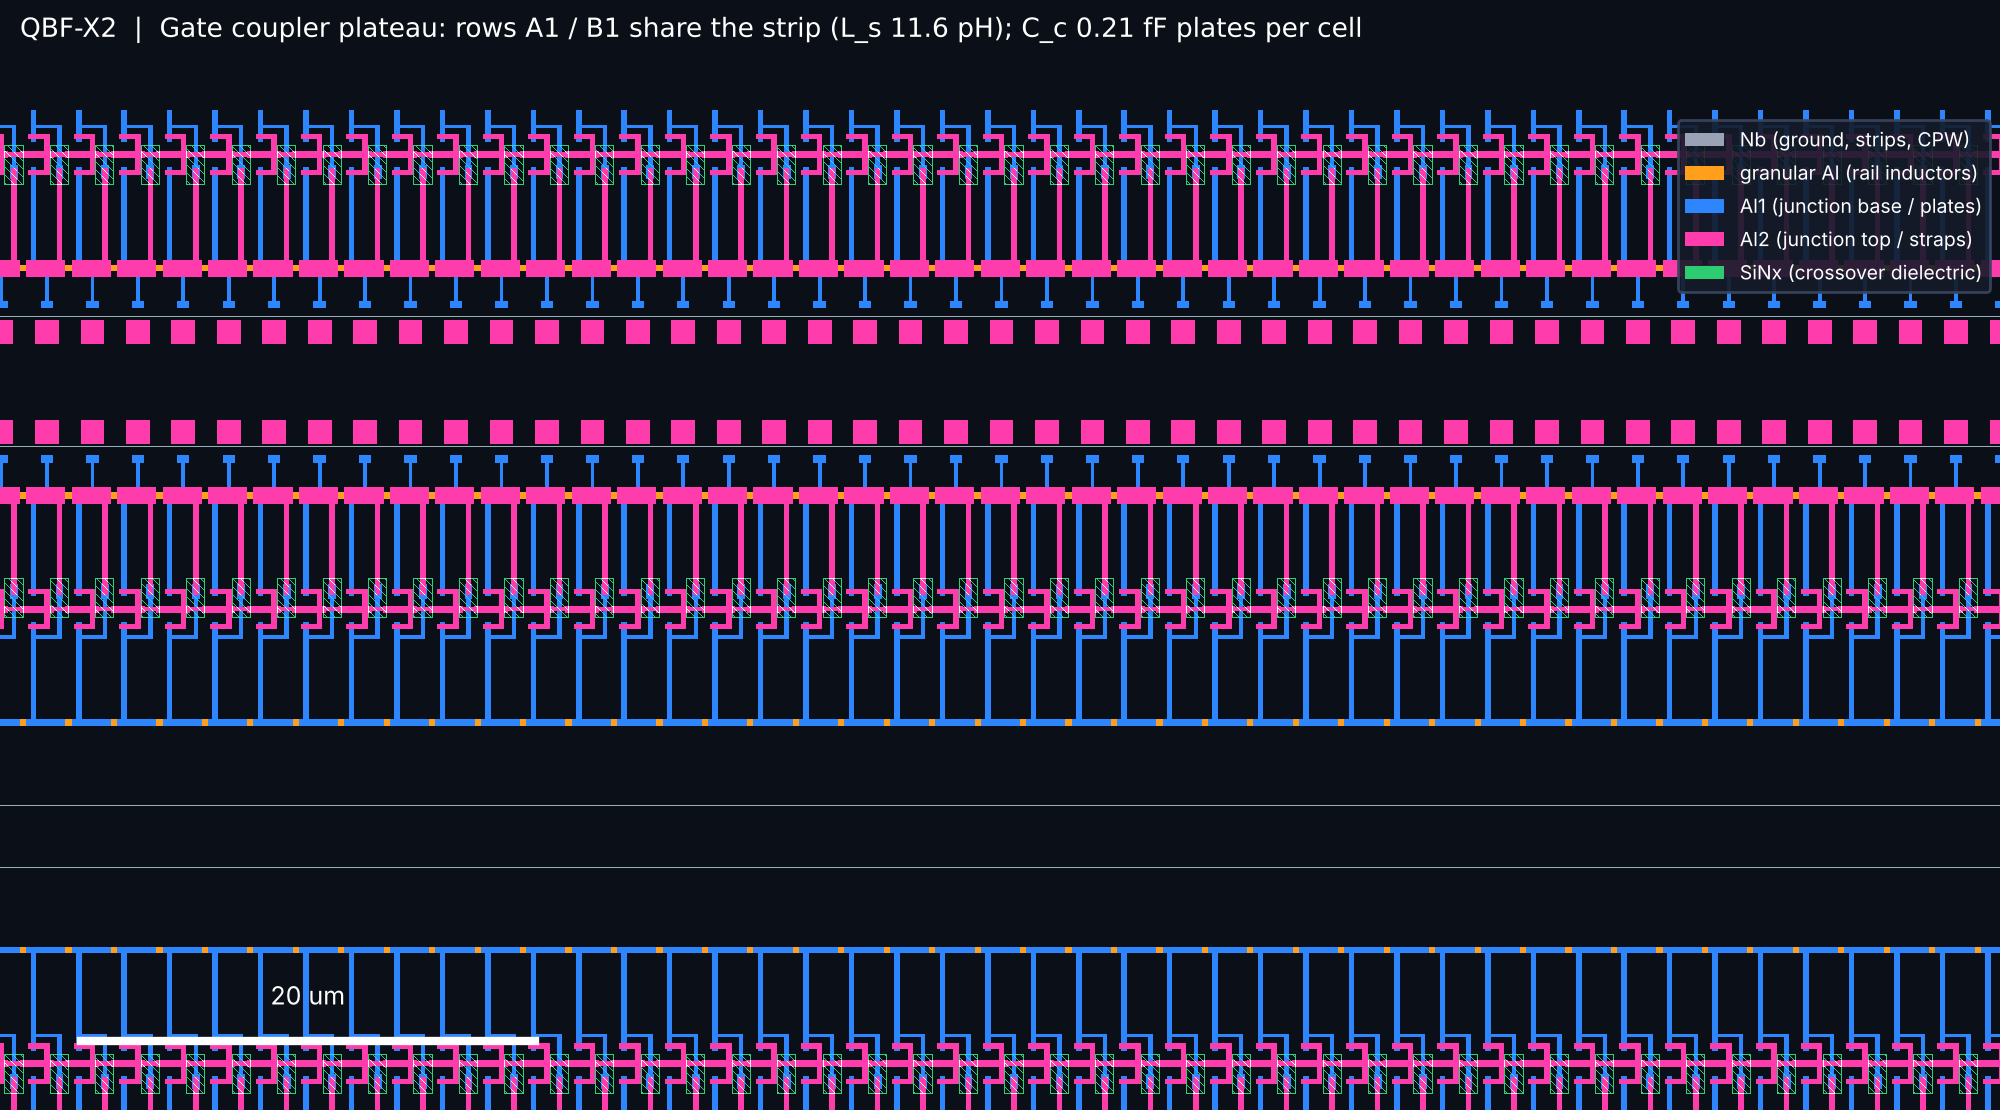 QBF-X2 | Gate coupler plateau: rows A1 / B1 share the strip (L_s 11.6 pH); C_c 0.21 fF plates per cell
Nb (ground, strips, CPW)
granular Al (rail inductors)
Al1 (junction base / plates)
Al2 (junction top / straps)
SiNx (crossover dielectric)
20 um